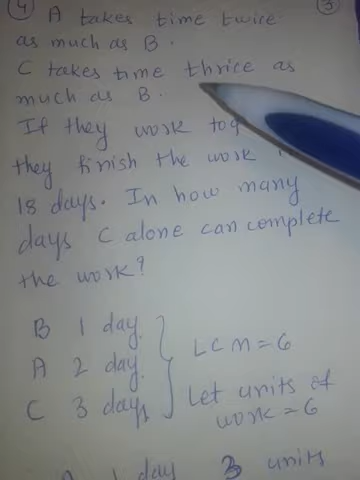 4 A takes time twice 3
as much as B.
C takes time thrice as
much as B.
If they work
they finish the work
18 days. In how many
days C alone can complete
the work?
B 1 day
A 2 day
C 3 days
LCM = 6
Let units of
work = 6
1 day 3 units